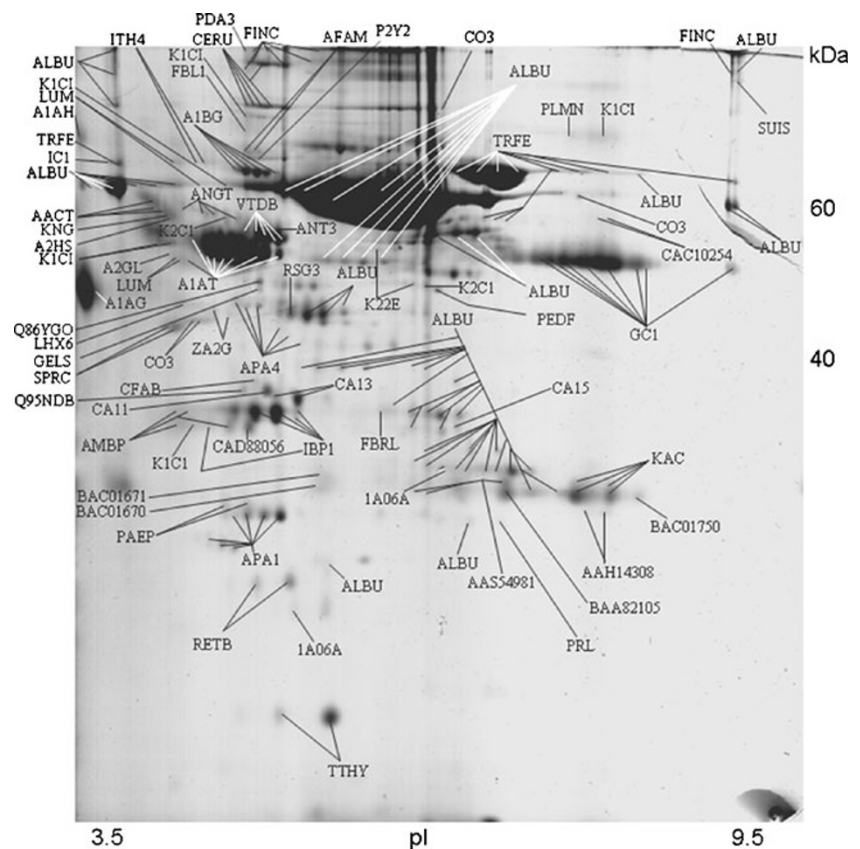 PDA3 FINC P2Y2
ITH4 CERU AFAM CO3 FINC ALBU
kDa
ALBU K1CI ALBU
K1CI FBL1
LUM
A1AH A1BG PLMN K1CI SUIS
TRFE TRFE
IC1
ALBU ALBU
ANGT VTDB
AACT CO3 60
KNG K2C1 ANT3 ALBU
A2HS CAC10254
K1CI A2GL RSG3 ALBU
LUM A1AT K22E K2C1 ALBU
A1AG PEDF
Q86YGO ALBU GC1
LHX6 ZA2G
GELS CO3 40
SPRC APA4
CFAB CA13 CA15
Q95NDB
CA11
AMBP CAD88056 IBP1 FBRL
K1C1 KAC
BAC01671 1A06A
BAC01670 BAC01750
PAEP
APA1 ALBU AAH14308
ALBU AAS54981
BAA82105
RETB 1A06A PRL
TTHY
3.5 pI 9.5